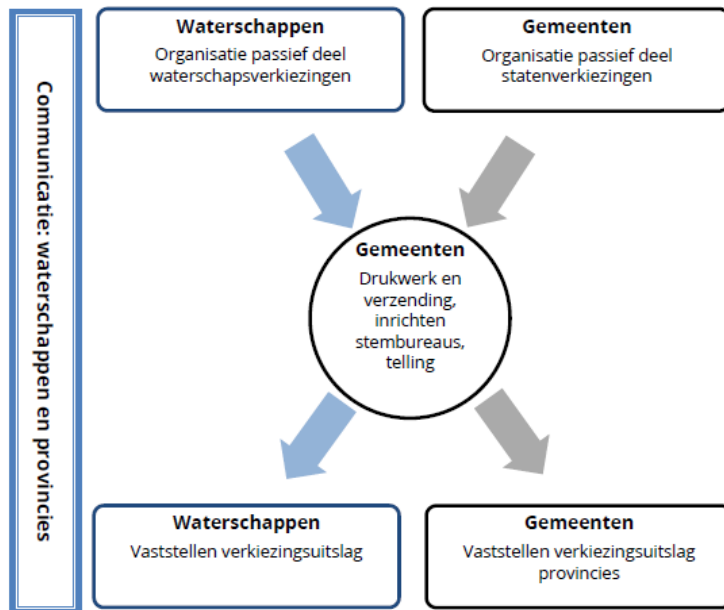 Communicatie: waterschappen en provincies
Waterschappen
Organisatie passief deel
waterschapsverkiezingen
Gemeenten
Organisatie passief deel
statenverkiezingen
Gemeenten
Drukwerk en
verzending,
inrichten
stembureaus,
telling
Waterschappen
Vaststellen verkiezingsuitslag
Gemeenten
Vaststellen verkiezingsuitslag
provincies